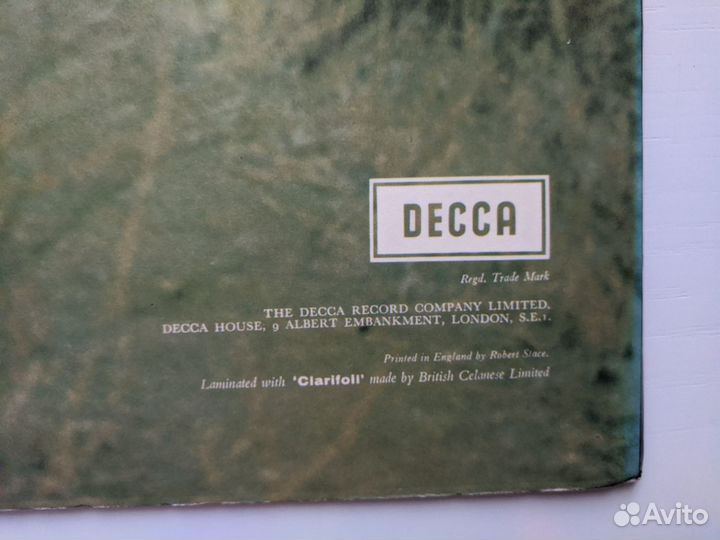 DECCA
Regd. Trade Mark
THE DECCA RECORD COMPANY LIMITED,
DECCA HOUSE, 9 ALBERT EMBANKMENT, LONDON, S.E.1.
Printed in England by Robert Stace.
Laminated with 'Clarifoil' made by British Celanese Limited
Avito